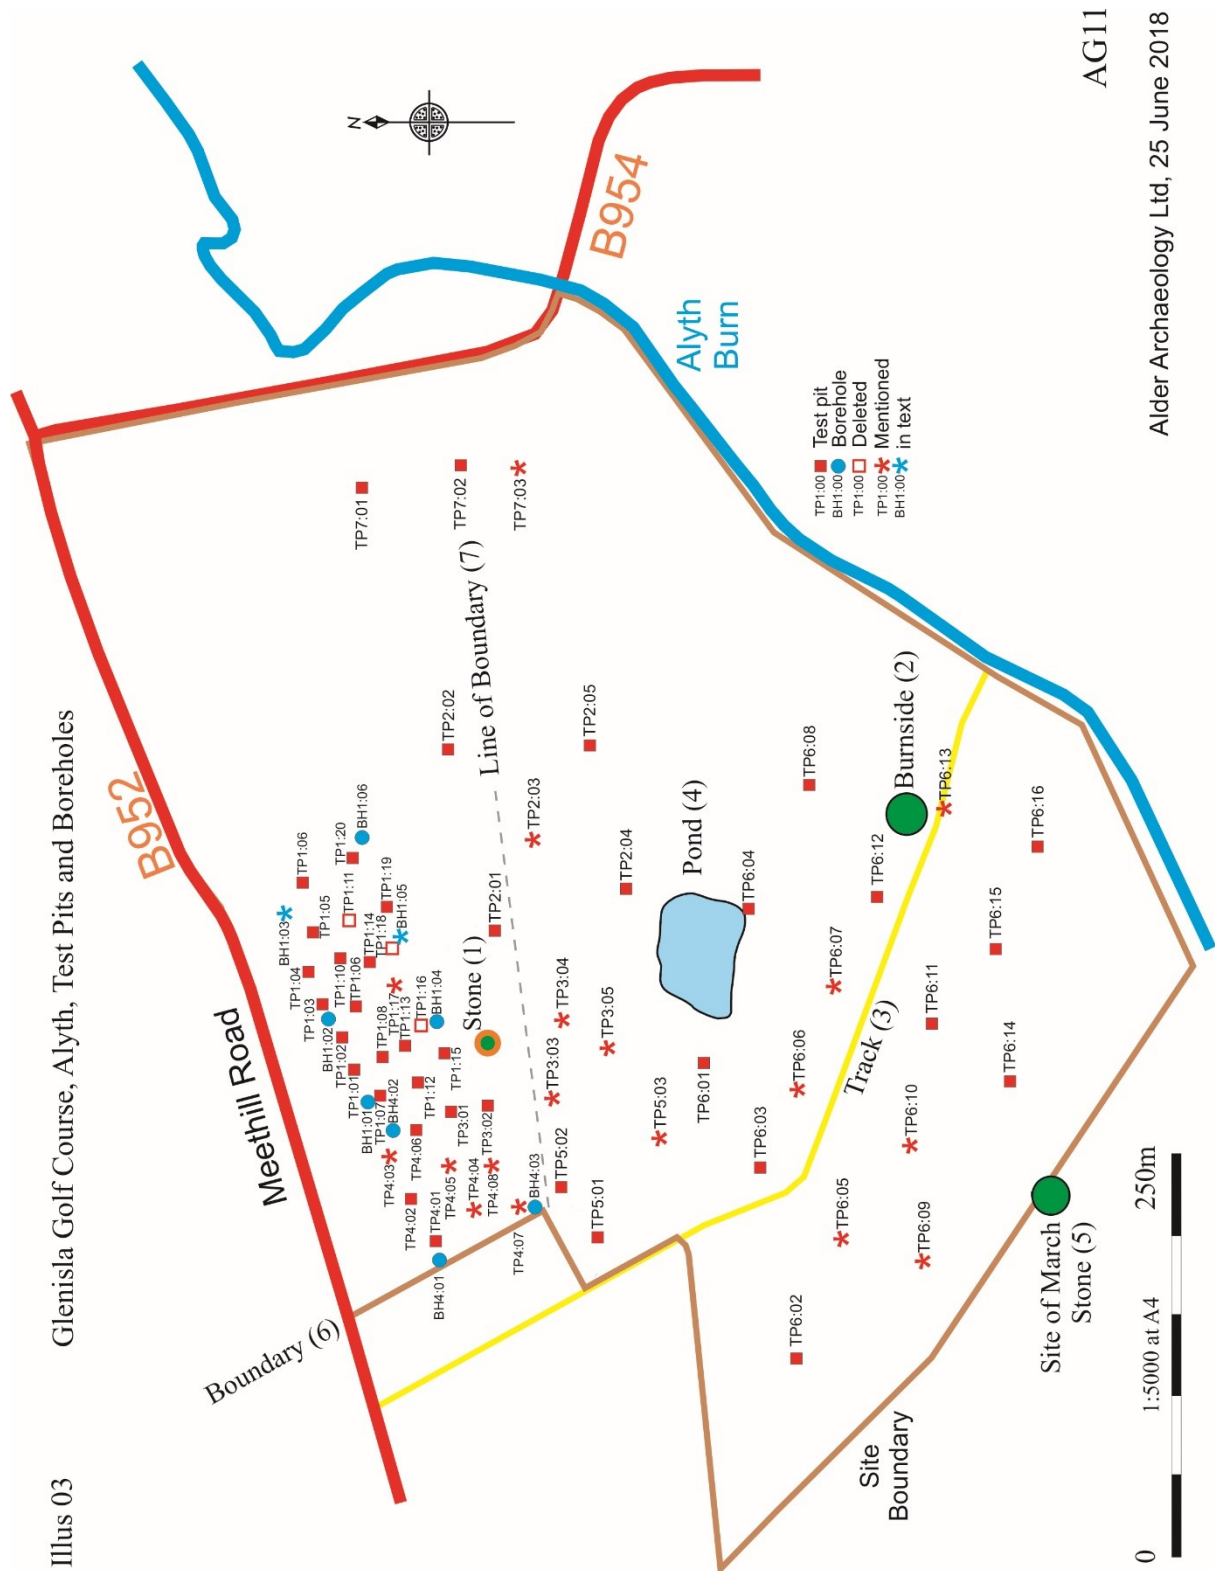 Illus 03
Glenisla Golf Course, Alyth, Test Pits and Boreholes
B952
Meethill Road
N
B954
Boundary (6)
Alyth
Burn
BH1:03
TP1:06
TP1:04
TP1:05
TP1:03
TP1:20
BH1:06
BH1:02
TP1:10
TP1:11
TP1:02
TP1:06
TP1:14
TP1:01
TP1:08
TP1:18
TP1:19
BH1:01
TP1:17
BH1:05
TP1:07
TP1:13
BH4:02
TP1:16
TP4:03
TP1:12
BH1:04
TP4:06
TP1:15
TP4:02
TP3:01
TP4:01
TP4:05
TP3:02
BH4:01
TP4:04
TP4:08
TP4:07
BH4:03
Stone (1)
TP2:01
TP2:02
Line of Boundary (7)
TP7:01
TP7:02
TP7:03
TP2:03
TP3:04
TP3:03
TP5:02
TP5:01
TP3:05
TP2:04
TP2:05
TP5:03
TP6:01
Pond (4)
TP6:04
TP6:03
TP6:02
TP6:06
TP6:07
TP6:08
TP6:05
Track (3)
TP6:12
Burnside (2)
TP6:13
TP6:09
TP6:10
TP6:11
TP6:14
TP6:15
TP6:16
Site
Boundary
Site of March
Stone (5)
TP1:00 Test pit
BH1:00 Borehole
TP1:00 Deleted
TP1:00 Mentioned
BH1:00 in text
0
1:5000 at A4
250m
AG11
Alder Archaeology Ltd, 25 June 2018